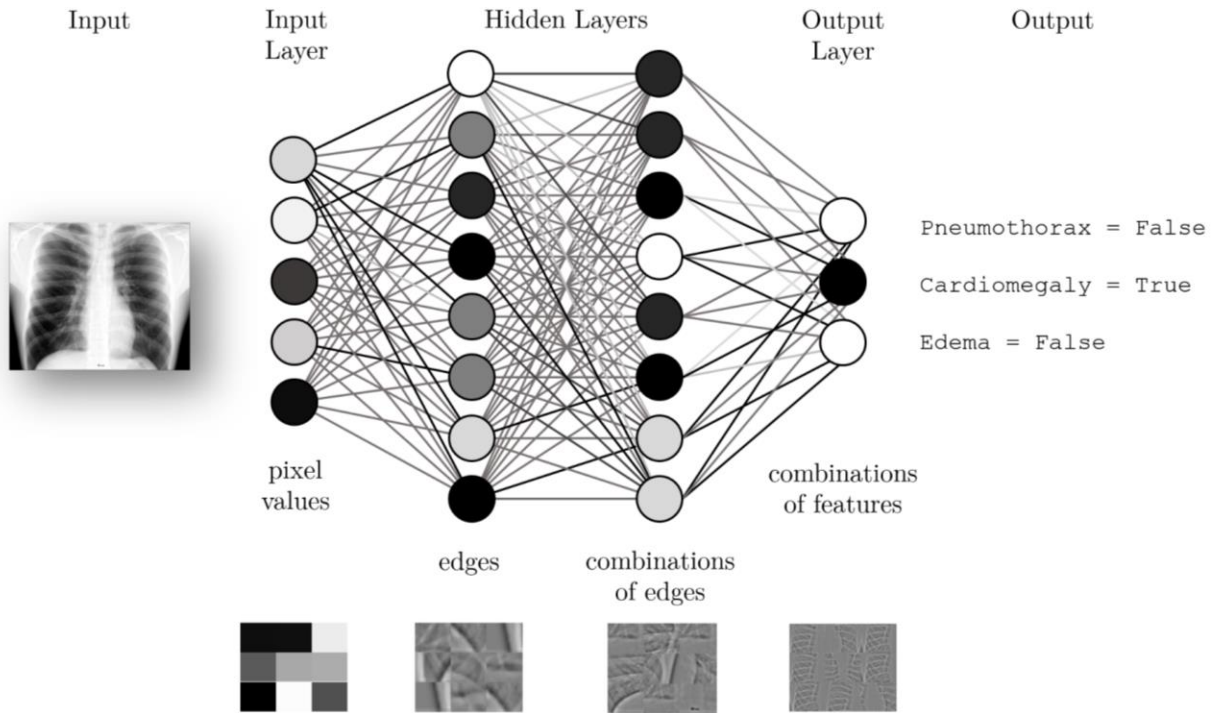 Input
Input
Layer
Hidden Layers
Output
Layer
Output
Pneumothorax = False
Cardiomegaly = True
Edema = False
pixel
values
edges
combinations
of edges
combinations
of features